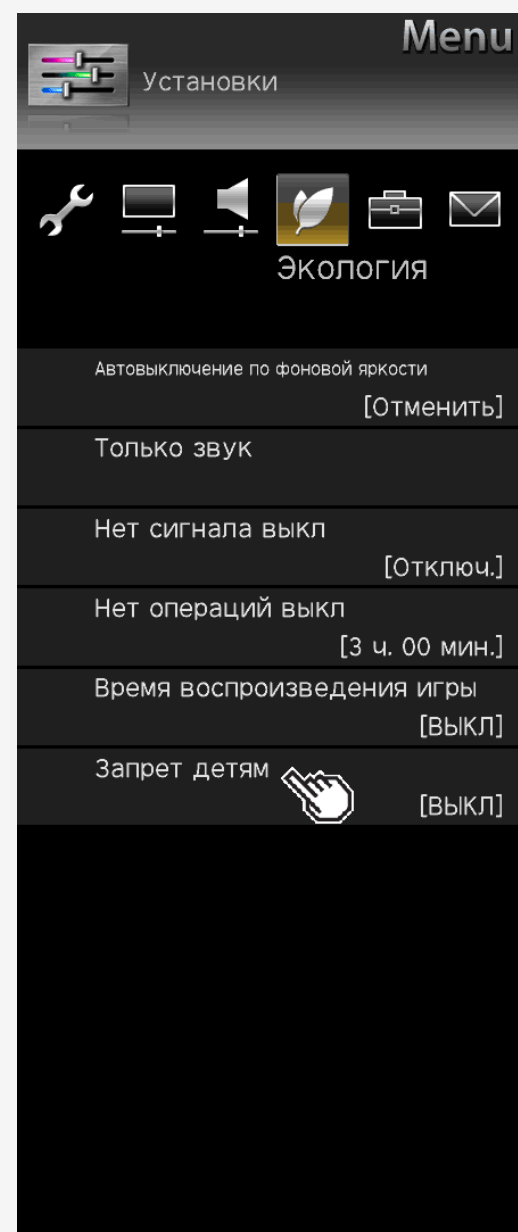 Menu
Установки
Экология
Автовыключение по фоновой яркости
[Отменить]
Только звук
Нет сигнала выкл
[Отключ.]
Нет операций выкл
[3 ч. 00 мин.]
Время воспроизведения игры
[ВЫКЛ]
Запрет детям
[ВЫКЛ]